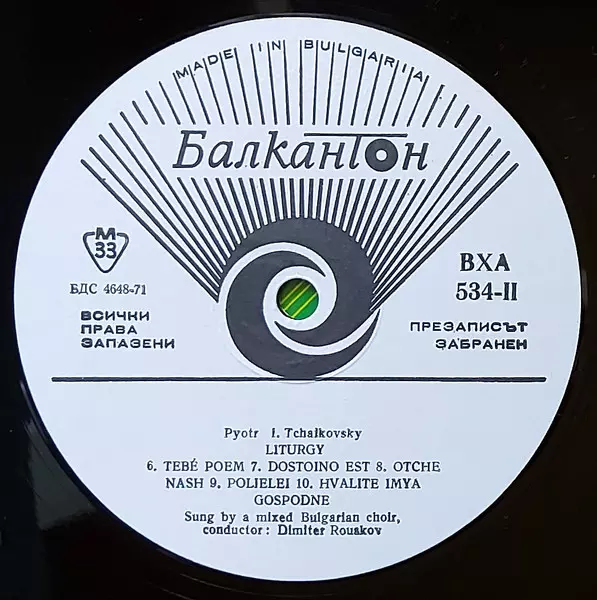 MADE IN BULGARIA
Балкантон
M
33
БДС 4648-71
ВСИЧКИ
ПРАВА
ЗАПАЗЕНИ
ВХА
534-II
ПРЕЗАПИСЪТ
ЗАБРАНЕН
Pyotr I. Tchaikovsky
LITURGY
6. TEBÉ POEM 7. DOSTOINO EST 8. OTCHE
NASH 9. POLIELEI 10. HVALITE IMYA
GOSPODNE
Sung by a mixed Bulgarian choir,
conductor: Dimiter Rouskov